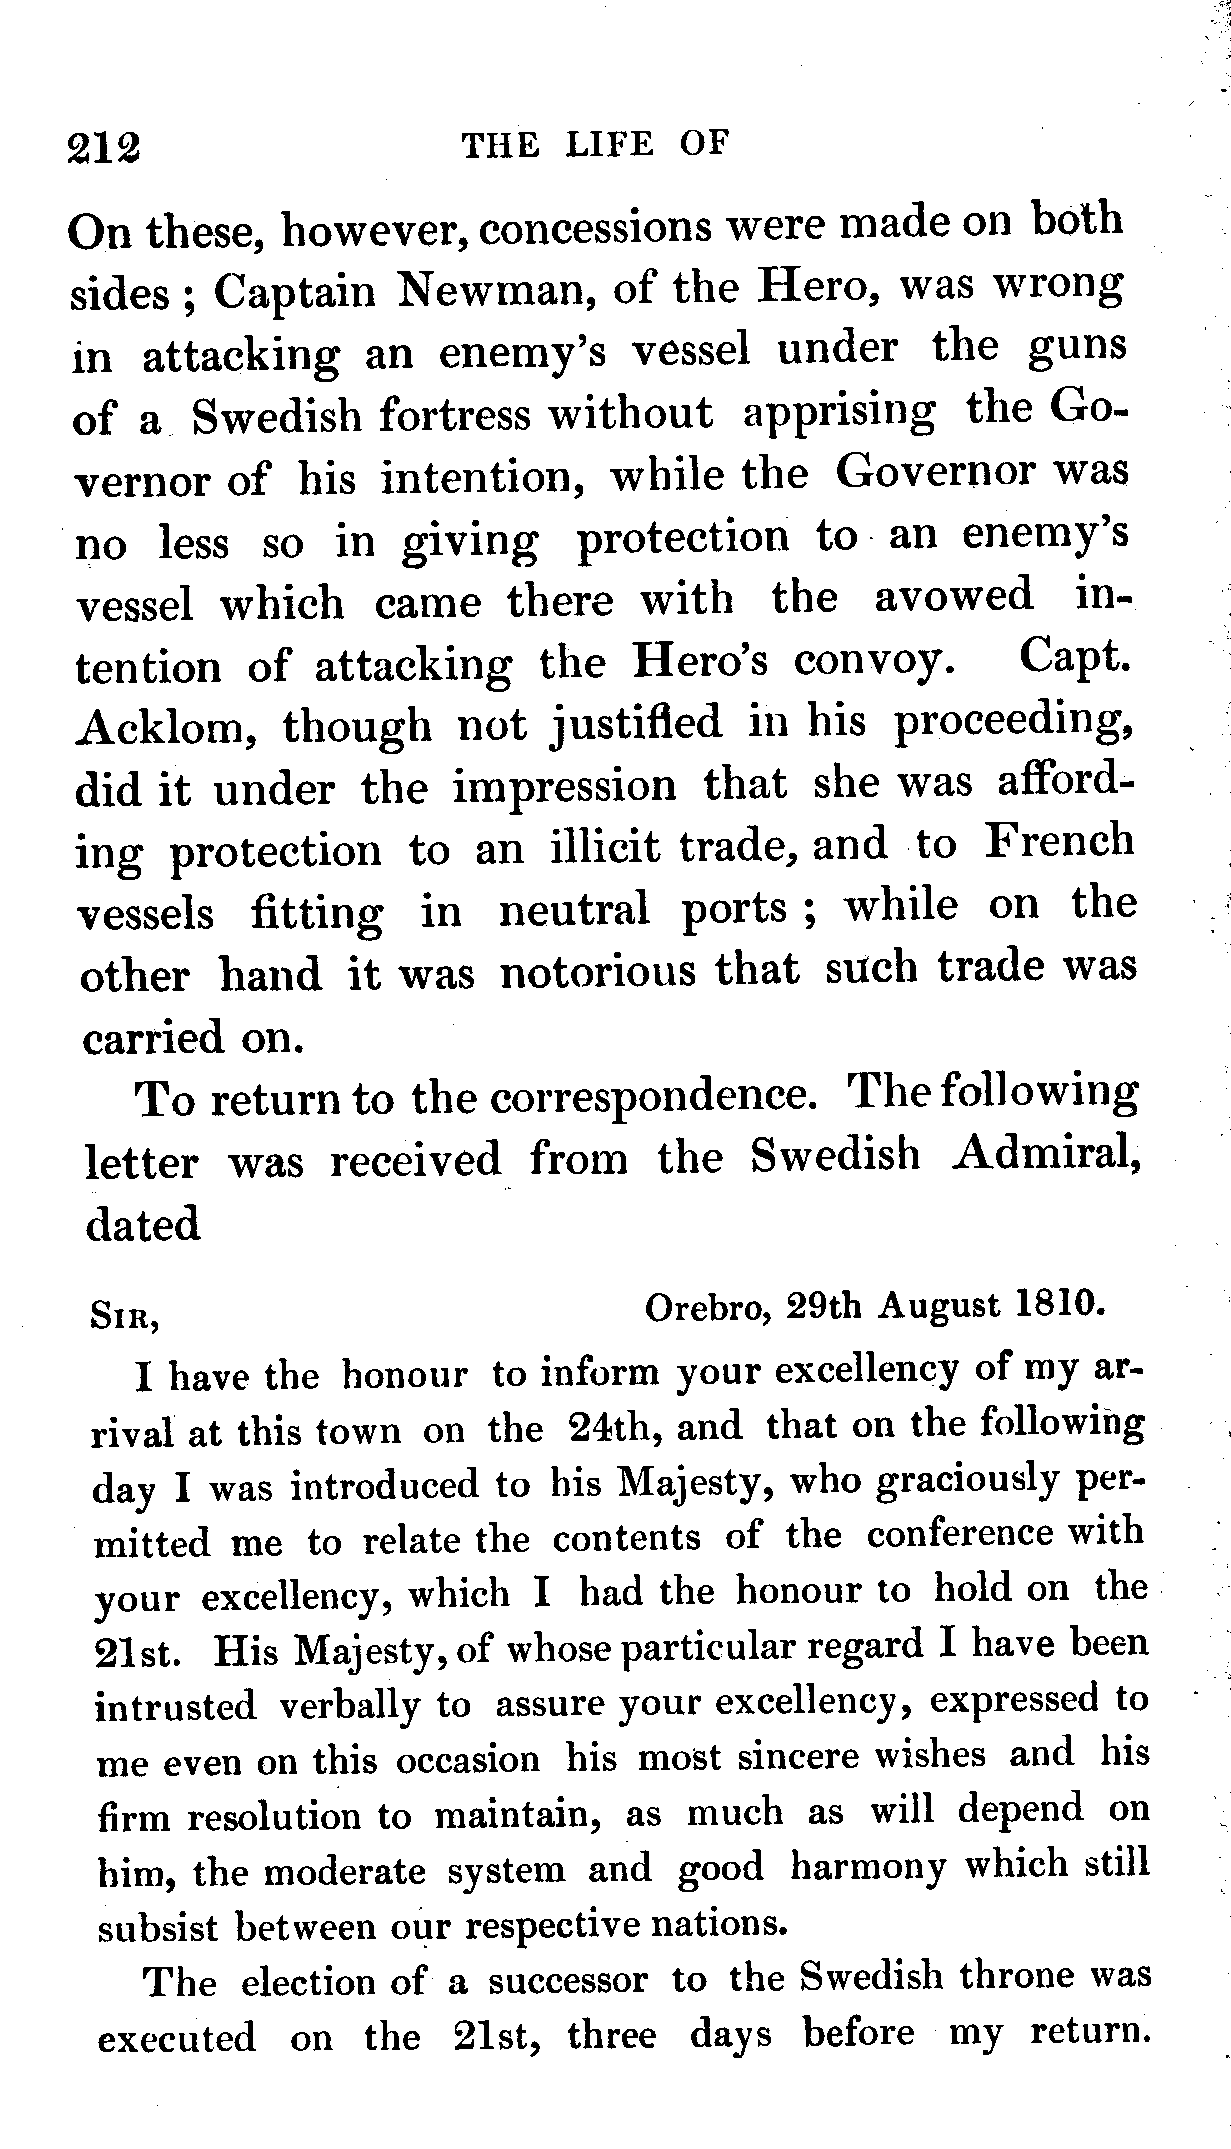 212 THE LIFE OF
On these, however, concessions were made on both
sides ; Captain Newman, of the Hero, was wrong
in attacking an enemy's vessel under the guns
of a Swedish fortress without apprising the Go-
vernor of his intention, while the Governor was
no less so in giving protection to an enemy's
vessel which came there with the avowed in-
tention of attacking the Hero's convoy. Capt.
Acklom, though not justified in his proceeding,
did it under the impression that she was afford-
ing protection to an illicit trade, and to French
vessels fitting in neutral ports ; while on the
other hand it was notorious that such trade was
carried on.
To return to the correspondence. The following
letter was received from the Swedish Admiral,
dated
SIR, Orebro, 29th August 1810.
I have the honour to inform your excellency of my ar-
rival at this town on the 24th, and that on the following
day I was introduced to his Majesty, who graciously per-
mitted me to relate the contents of the conference with
your excellency, which I had the honour to hold on the
21st. His Majesty, of whose particular regard I have been
intrusted verbally to assure your excellency, expressed to
me even on this occasion his most sincere wishes and his
firm resolution to maintain, as much as will depend on
him, the moderate system and good harmony which still
subsist between our respective nations.
The election of a successor to the Swedish throne was
executed on the 21st, three days before my return.